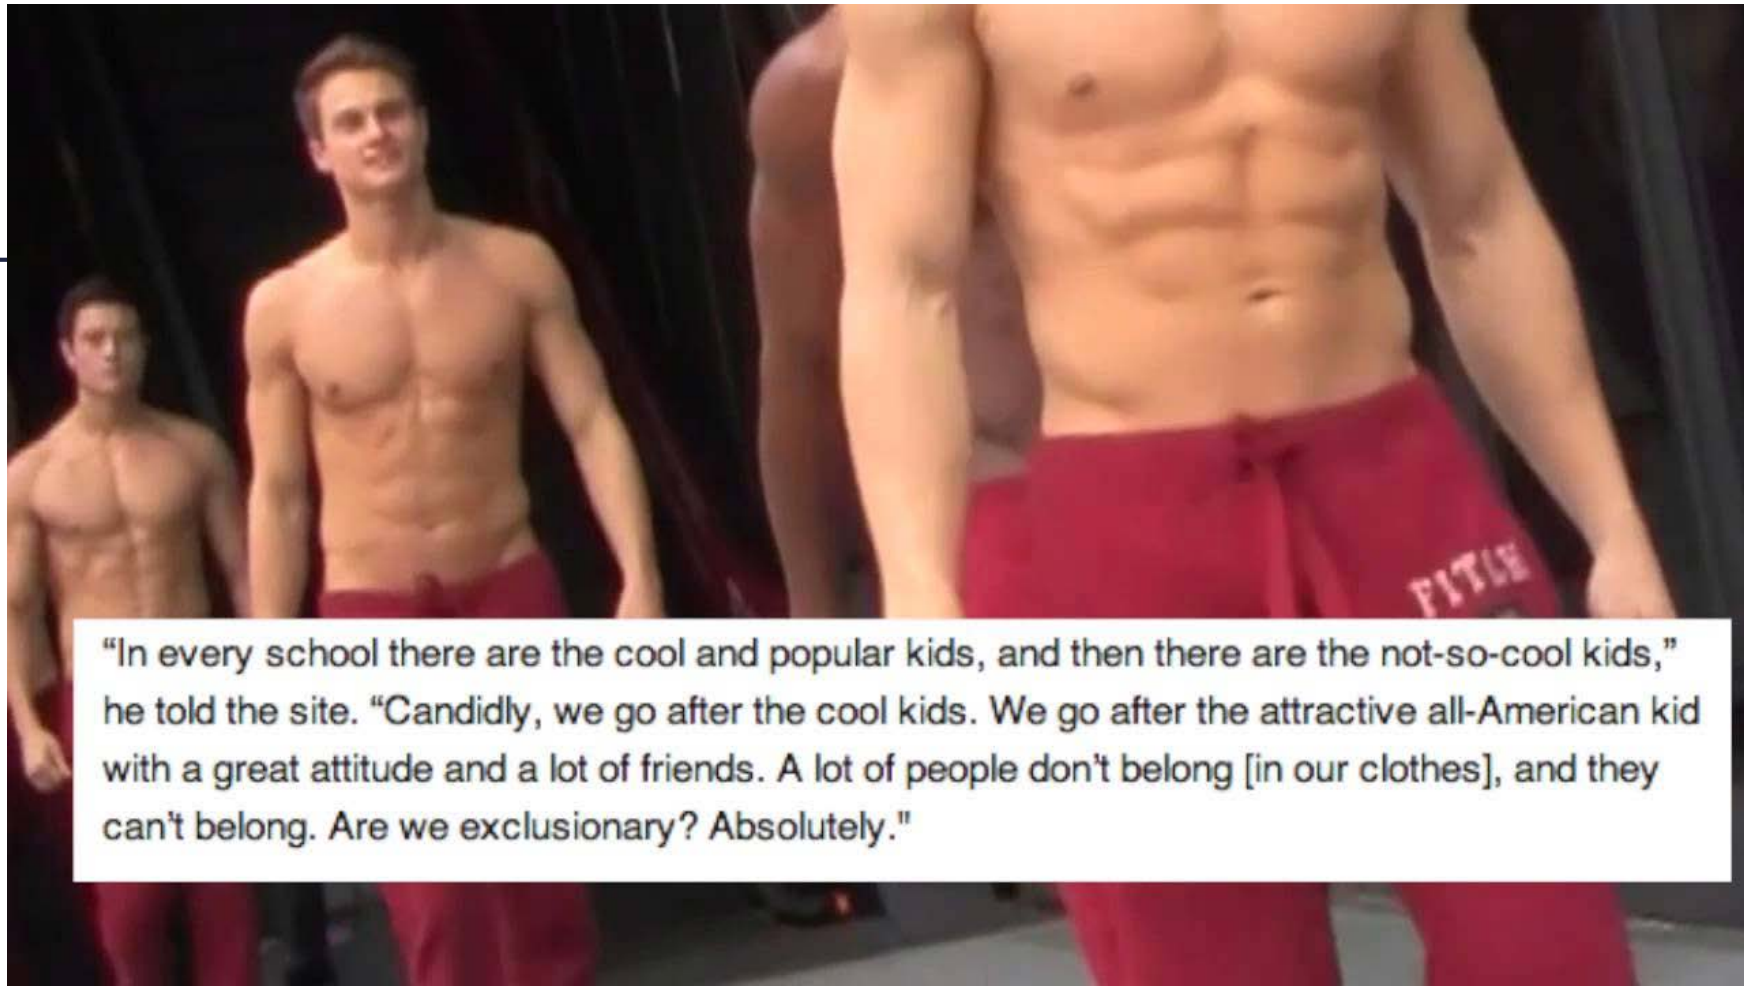 FITCH
“In every school there are the cool and popular kids, and then there are the not-so-cool kids,”
he told the site. “Candidly, we go after the cool kids. We go after the attractive all-American kid
with a great attitude and a lot of friends. A lot of people don’t belong [in our clothes], and they
can’t belong. Are we exclusionary? Absolutely."